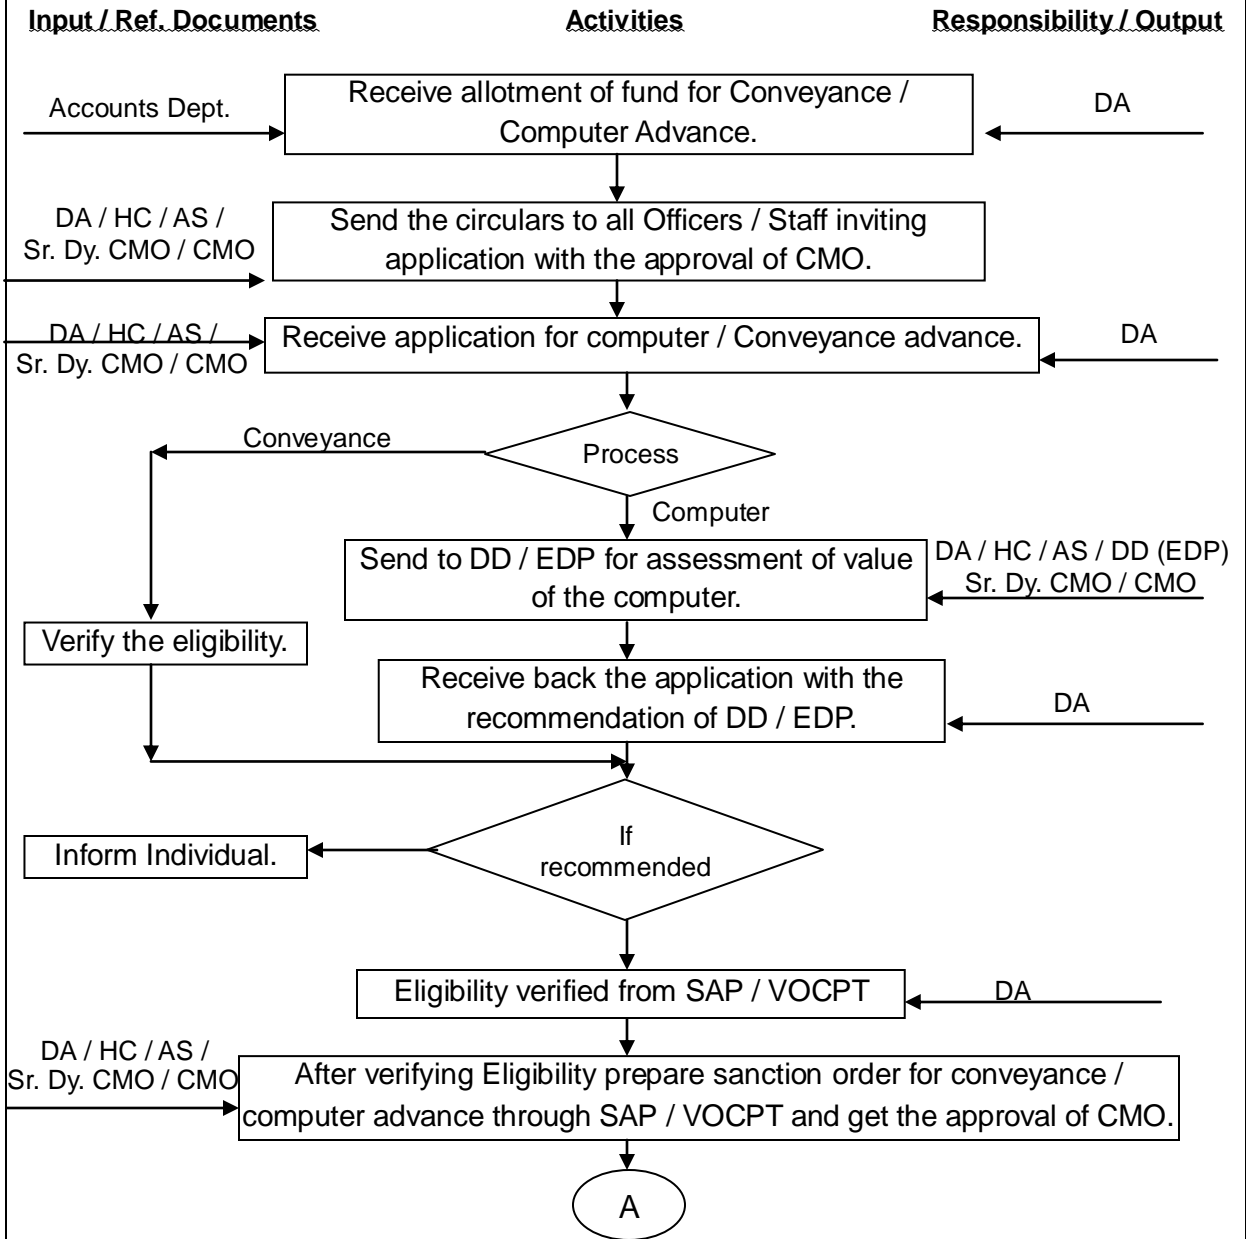 Input / Ref. Documents
Activities
Responsibility / Output
Accounts Dept.
Receive allotment of fund for Conveyance /
Computer Advance.
DA
DA / HC / AS /
Sr. Dy. CMO / CMO
Send the circulars to all Officers / Staff inviting
application with the approval of CMO.
DA / HC / AS /
Sr. Dy. CMO / CMO
Receive application for computer / Conveyance advance.
DA
Conveyance
Process
Computer
Send to DD / EDP for assessment of value
of the computer.
DA / HC / AS / DD (EDP)
Sr. Dy. CMO / CMO
Verify the eligibility.
Receive back the application with the
recommendation of DD / EDP.
DA
Inform Individual.
If
recommended
Eligibility verified from SAP / VOCPT
DA
DA / HC / AS /
Sr. Dy. CMO / CMO
After verifying Eligibility prepare sanction order for conveyance /
computer advance through SAP / VOCPT and get the approval of CMO.
A